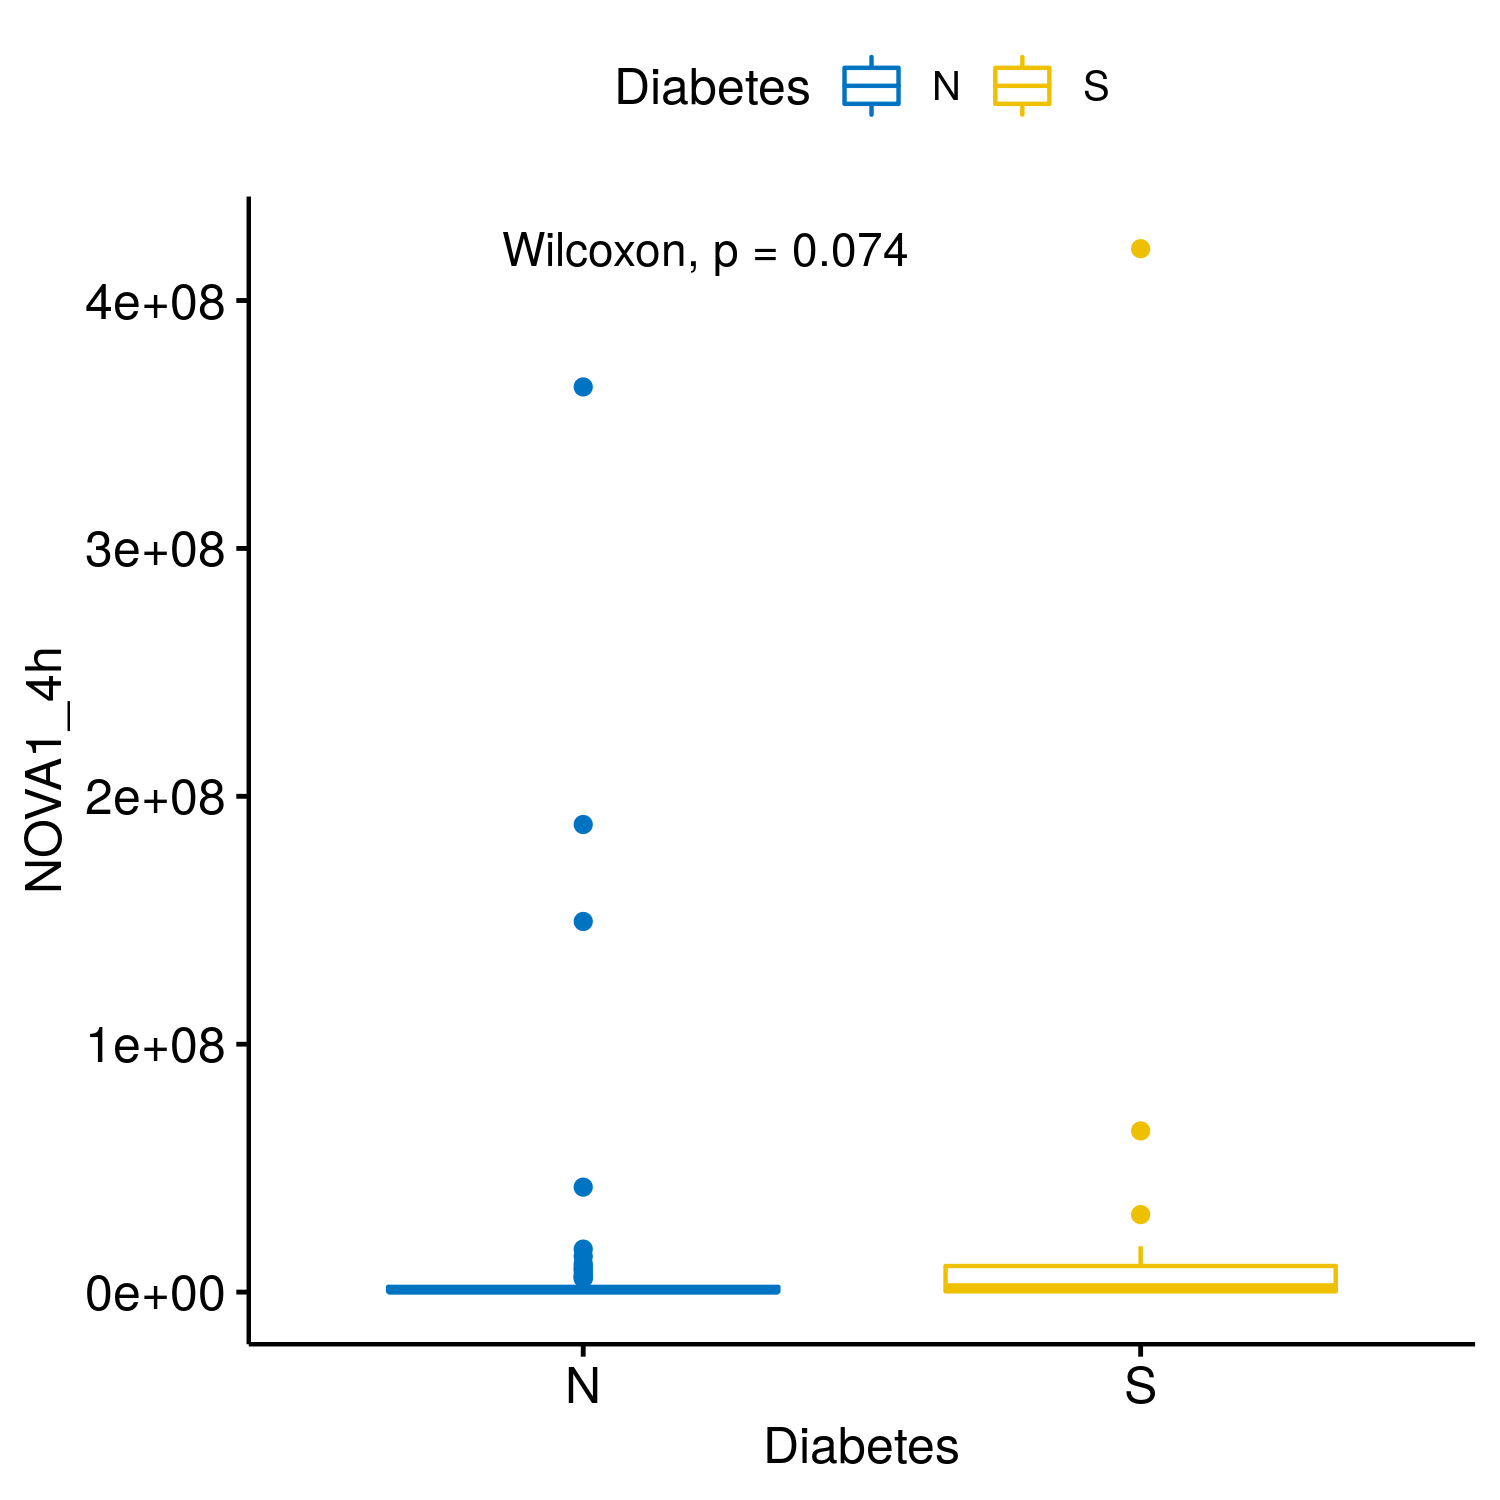 Diabetes N S
Wilcoxon, p = 0.074
4e+08
3e+08
2e+08
1e+08
0e+00
NOVA1_4h
N S
Diabetes